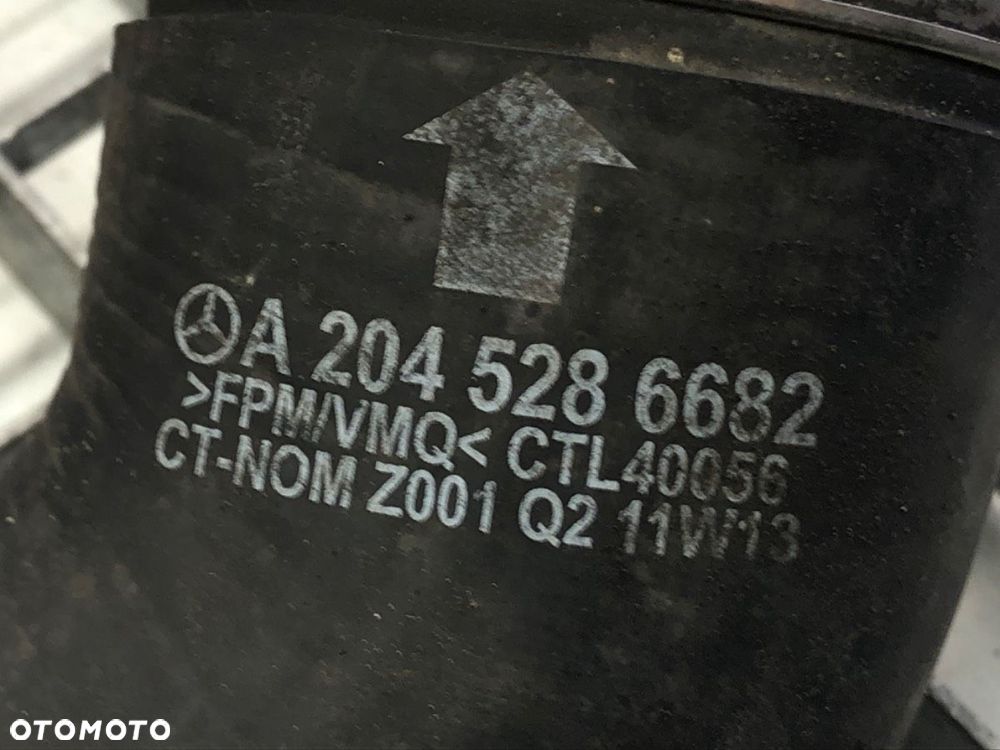 A 204 528 6682
>FPM/VMQ< CTL40056
CT-NOM Z001 Q2 11W13
OTOMOTO